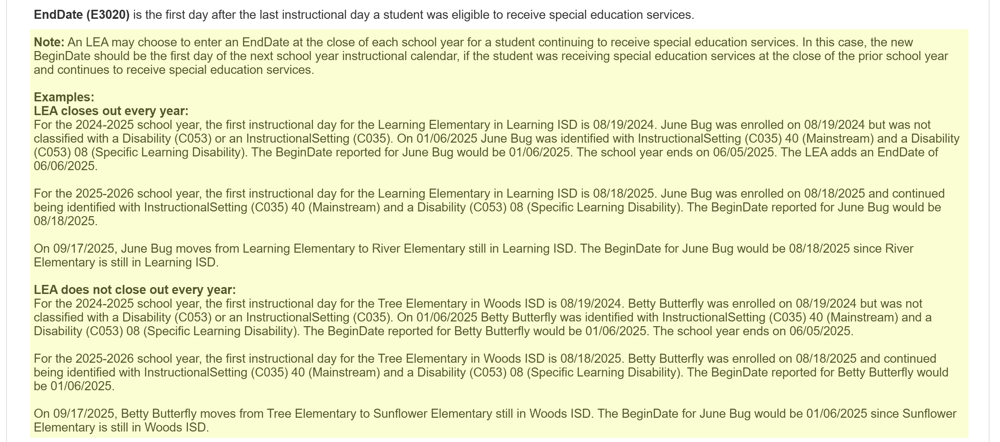 EndDate (E3020) is the first day after the last instructional day a student was eligible to receive special education services.
Note: An LEA may choose to enter an EndDate at the close of each school year for a student continuing to receive special education services. In this case, the new
BeginDate should be the first day of the next school year instructional calendar, if the student was receiving special education services at the close of the prior school year
and continues to receive special education services.
Examples:
LEA closes out every year:
For the 2024-2025 school year, the first instructional day for the Learning Elementary in Learning ISD is 08/19/2024. June Bug was enrolled on 08/19/2024 but was not
classified with a Disability (C053) or an InstructionalSetting (C035). On 01/06/2025 June Bug was identified with InstructionalSetting (C035) 40 (Mainstream) and a Disability
(C053) 08 (Specific Learning Disability). The BeginDate reported for June Bug would be 01/06/2025. The school year ends on 06/05/2025. The LEA adds an EndDate of
06/06/2025.
For the 2025-2026 school year, the first instructional day for the Learning Elementary in Learning ISD is 08/18/2025. June Bug was enrolled on 08/18/2025 and continued
being identified with InstructionalSetting (C035) 40 (Mainstream) and a Disability (C053) 08 (Specific Learning Disability). The BeginDate reported for June Bug would be
08/18/2025.
On 09/17/2025, June Bug moves from Learning Elementary to River Elementary still in Learning ISD. The BeginDate for June Bug would be 08/18/2025 since River
Elementary is still in Learning ISD.
LEA does not close out every year:
For the 2024-2025 school year, the first instructional day for the Tree Elementary in Woods ISD is 08/19/2024. Betty Butterfly was enrolled on 08/19/2024 but was not
classified with a Disability (C053) or an InstructionalSetting (C035). On 01/06/2025 Betty Butterfly was identified with InstructionalSetting (C035) 40 (Mainstream) and a
Disability (C053) 08 (Specific Learning Disability). The BeginDate reported for Betty Butterfly would be 01/06/2025. The school year ends on 06/05/2025.
For the 2025-2026 school year, the first instructional day for the Tree Elementary in Woods ISD is 08/18/2025. Betty Butterfly was enrolled on 08/18/2025 and continued
being identified with InstructionalSetting (C035) 40 (Mainstream) and a Disability (C053) 08 (Specific Learning Disability). The BeginDate reported for Betty Butterfly would
be 01/06/2025.
On 09/17/2025, Betty Butterfly moves from Tree Elementary to Sunflower Elementary still in Woods ISD. The BeginDate for June Bug would be 01/06/2025 since Sunflower
Elementary is still in Woods ISD.